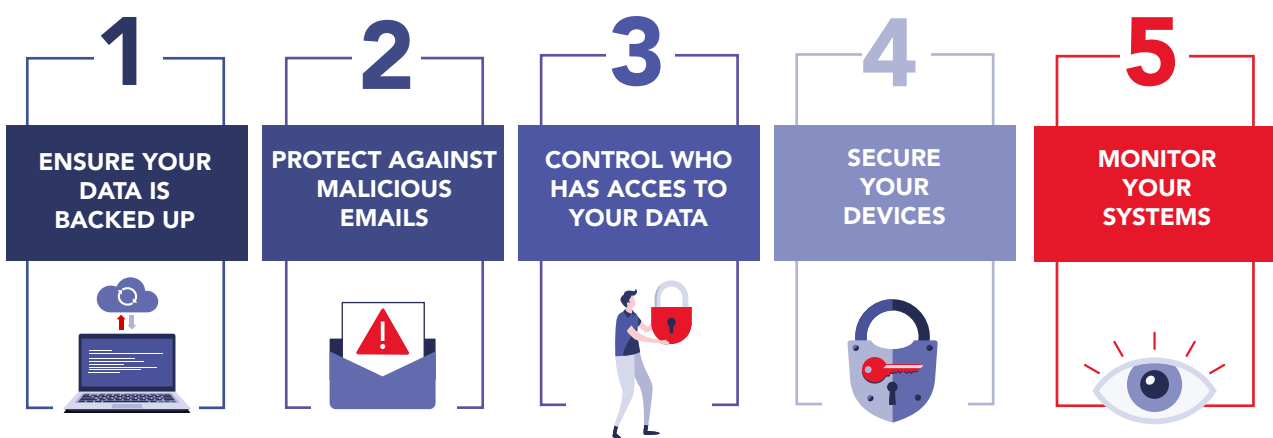 1
ENSURE YOUR
DATA IS
BACKED UP
2
PROTECT AGAINST
MALICIOUS
EMAILS
3
CONTROL WHO
HAS ACCES TO
YOUR DATA
4
SECURE
YOUR
DEVICES
5
MONITOR
YOUR
SYSTEMS